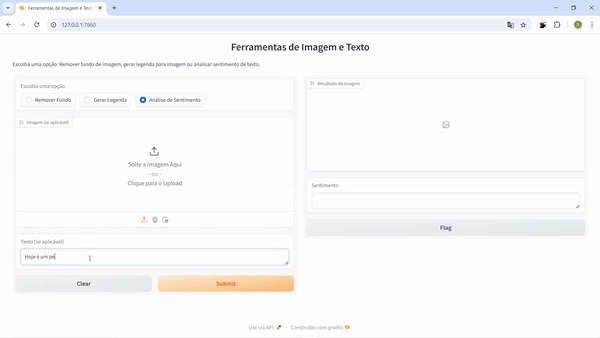 Ferramentas de Imagem e Tex
127.0.0.1:7860
Ferramentas de Imagem e Texto
Escolha uma opção: Remover fundo de imagem, gerar legenda para imagem ou analisar sentimento de texto.
Escolha uma opção
Remover Fundo
Gerar Legenda
Análise de Sentimento
Imagem (se aplicável)
Solte a Imagem Aqui
- ou -
Clique para o Upload
Texto (se aplicável)
Hoje é um pé
Clear
Submit
Resultado da Imagem
Sentimento
Flag
Use via API
·
Construído com gradio